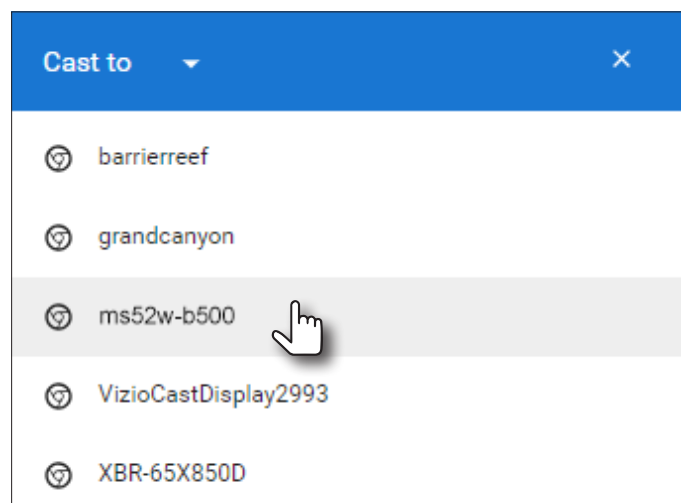 Cast to
barrierreef
grandcanyon
ms52w-b500
VizioCastDisplay2993
XBR-65X850D